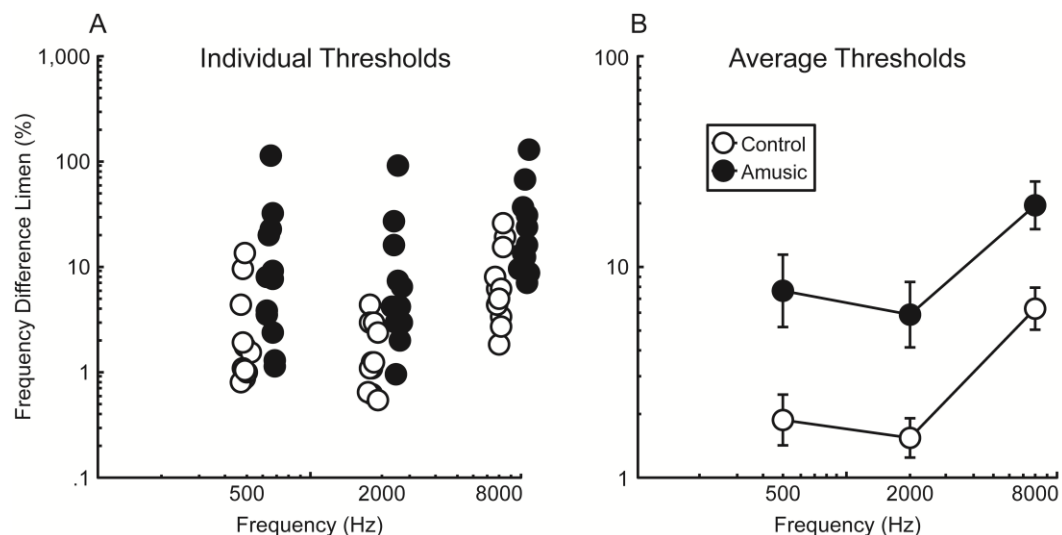 A
Individual Thresholds
1,000
100
10
1
.1
Frequency Difference Limen (%)
500
2000
8000
Frequency (Hz)
B
Average Thresholds
100
10
1
Control
Amusic
500
2000
8000
Frequency (Hz)